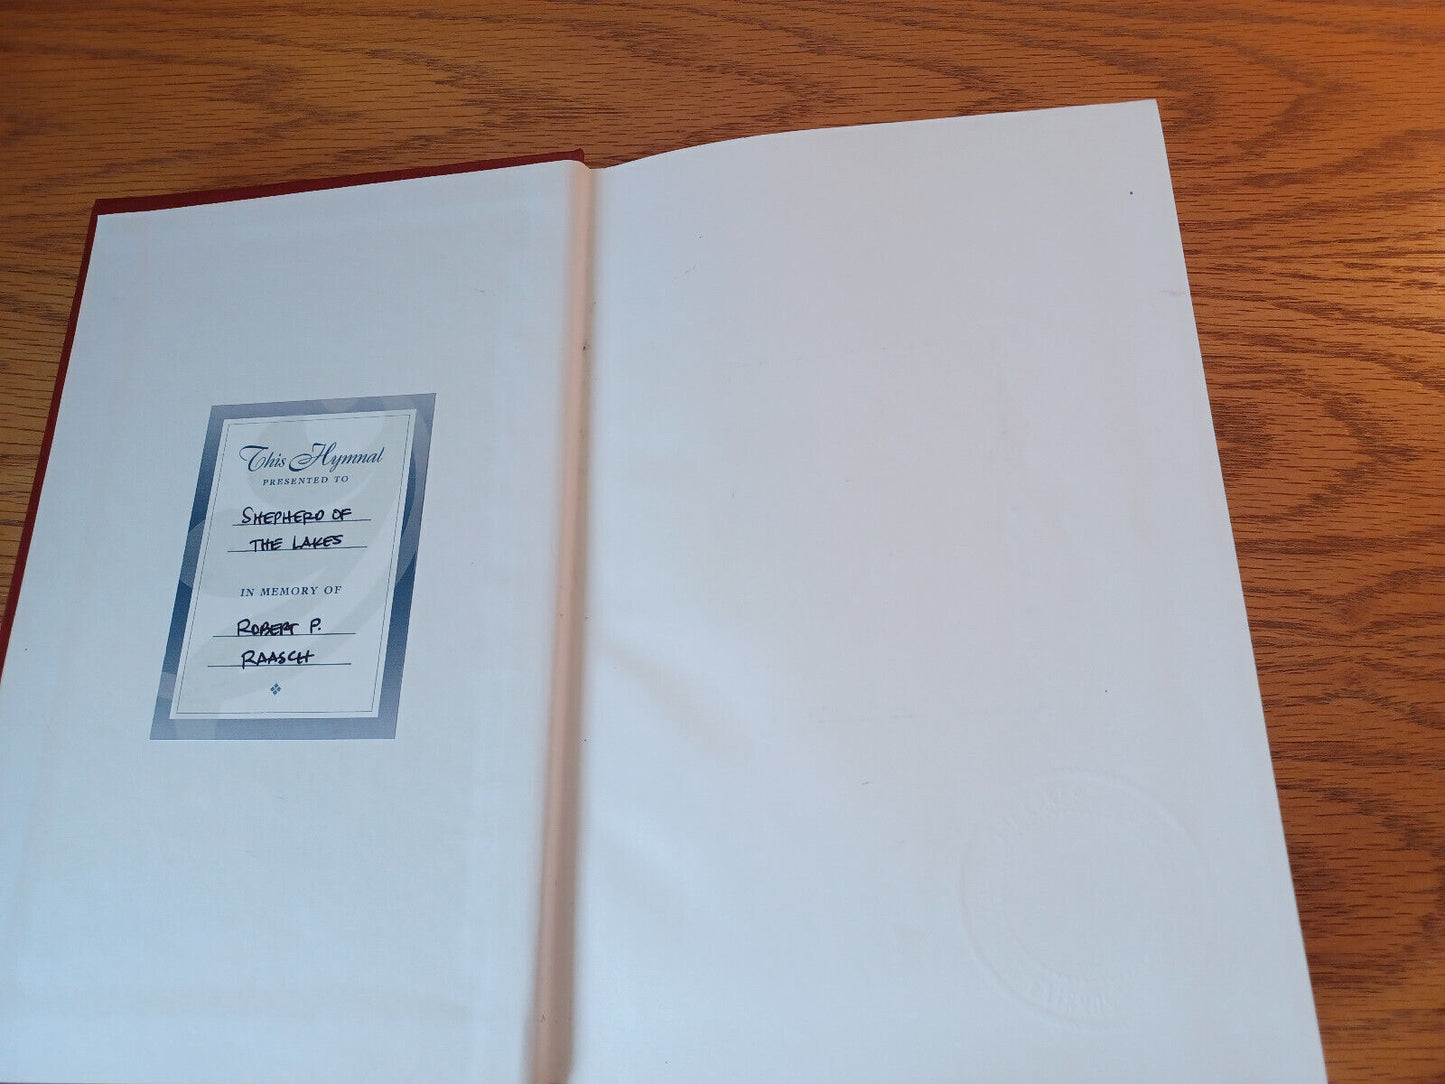 This Hymnal
PRESENTED TO
SHEPHERD OF
THE LAKES
IN MEMORY OF
ROBERT P.
RAASCH